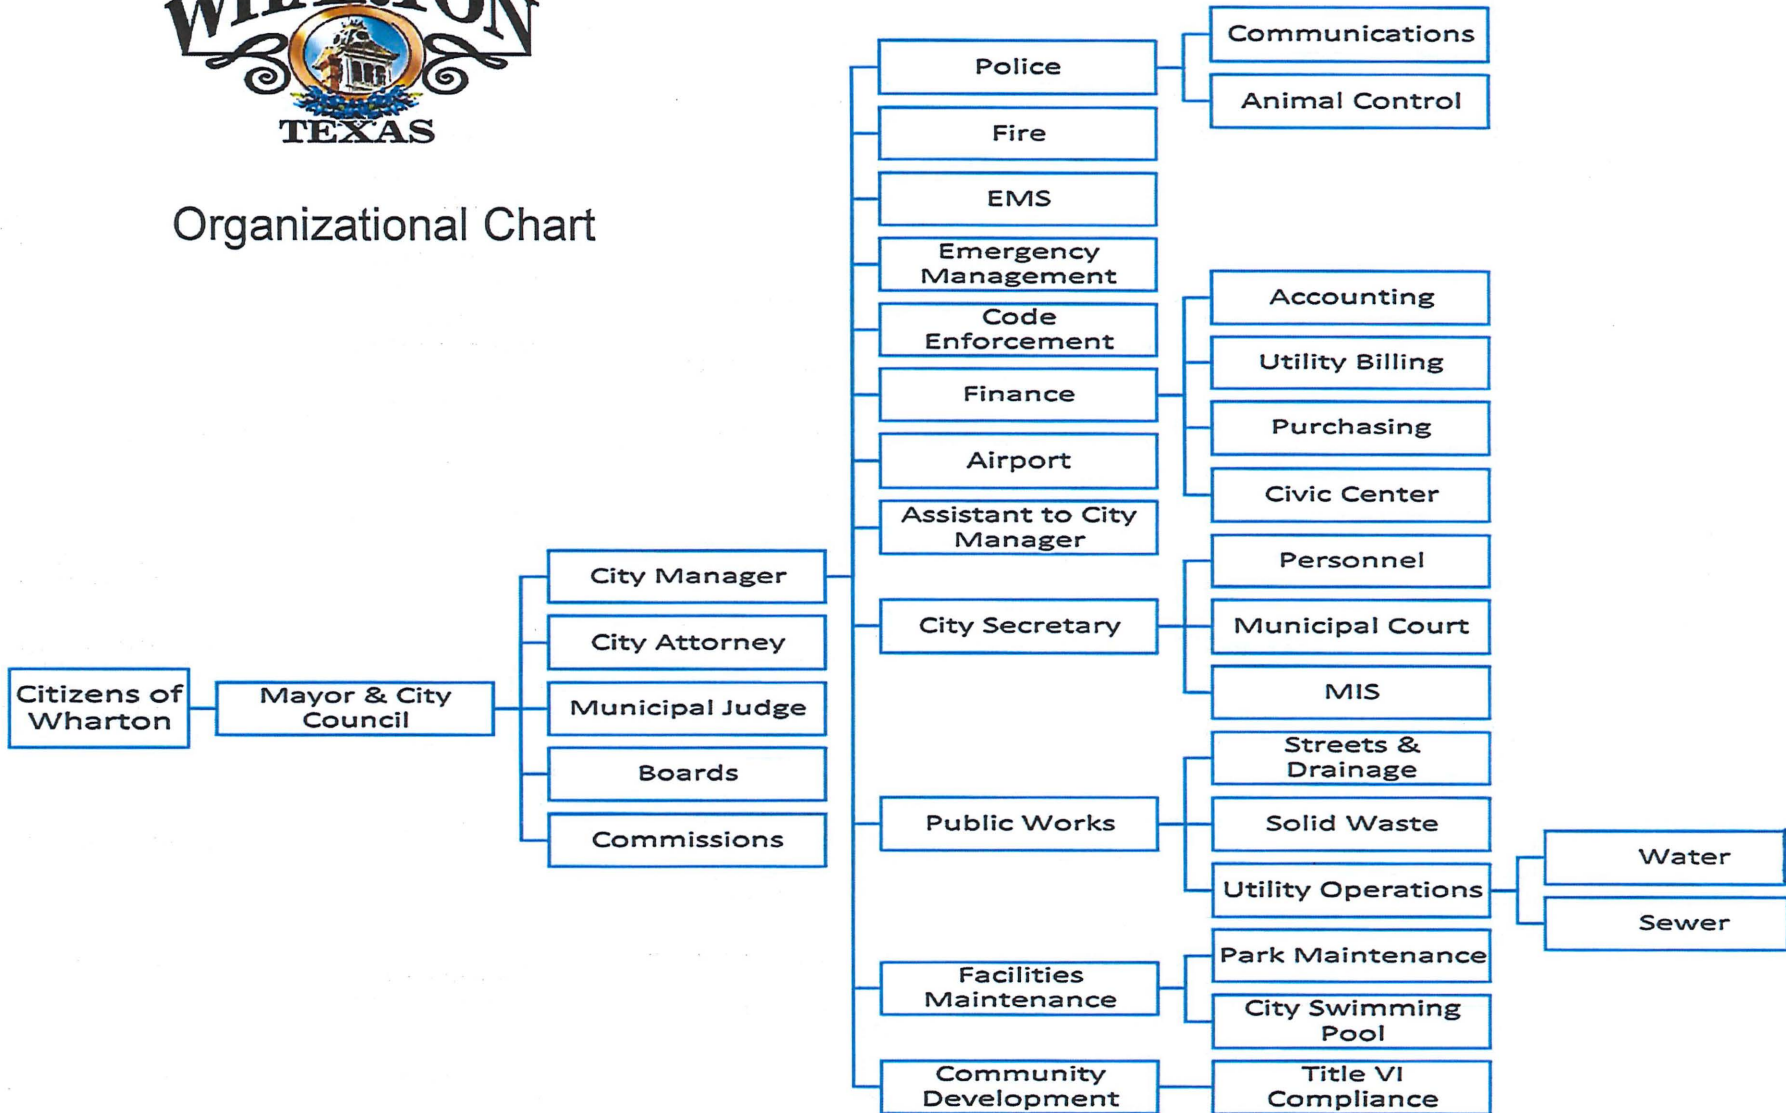 WHARTON
TEXAS
Organizational Chart
Citizens of
Wharton
Mayor & City
Council
City Manager
City Attorney
Municipal Judge
Boards
Commissions
Police
Fire
EMS
Emergency
Management
Code
Enforcement
Finance
Airport
Assistant to City
Manager
City Secretary
Public Works
Facilities
Maintenance
Community
Development
Communications
Animal Control
Accounting
Utility Billing
Purchasing
Civic Center
Personnel
Municipal Court
MIS
Streets &
Drainage
Solid Waste
Utility Operations
Park Maintenance
City Swimming
Pool
Title VI
Compliance
Water
Sewer